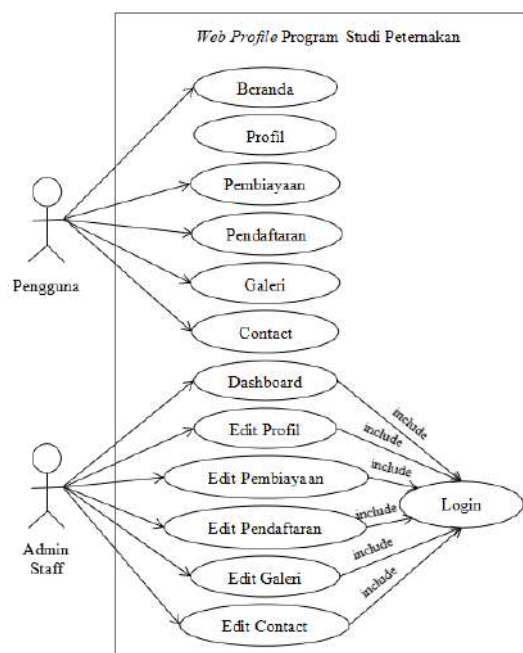 Web Profile Program Studi Peternakan
Beranda
Profil
Pembiayaan
Pendaftaran
Pengguna
Galeri
Contact
Dashboard
include
Edit Profil
include
Edit Pembiayaan
include
Login
Edit Pendaftaran
include
Admin
Staff
Edit Galeri
include
Edit Contact
include